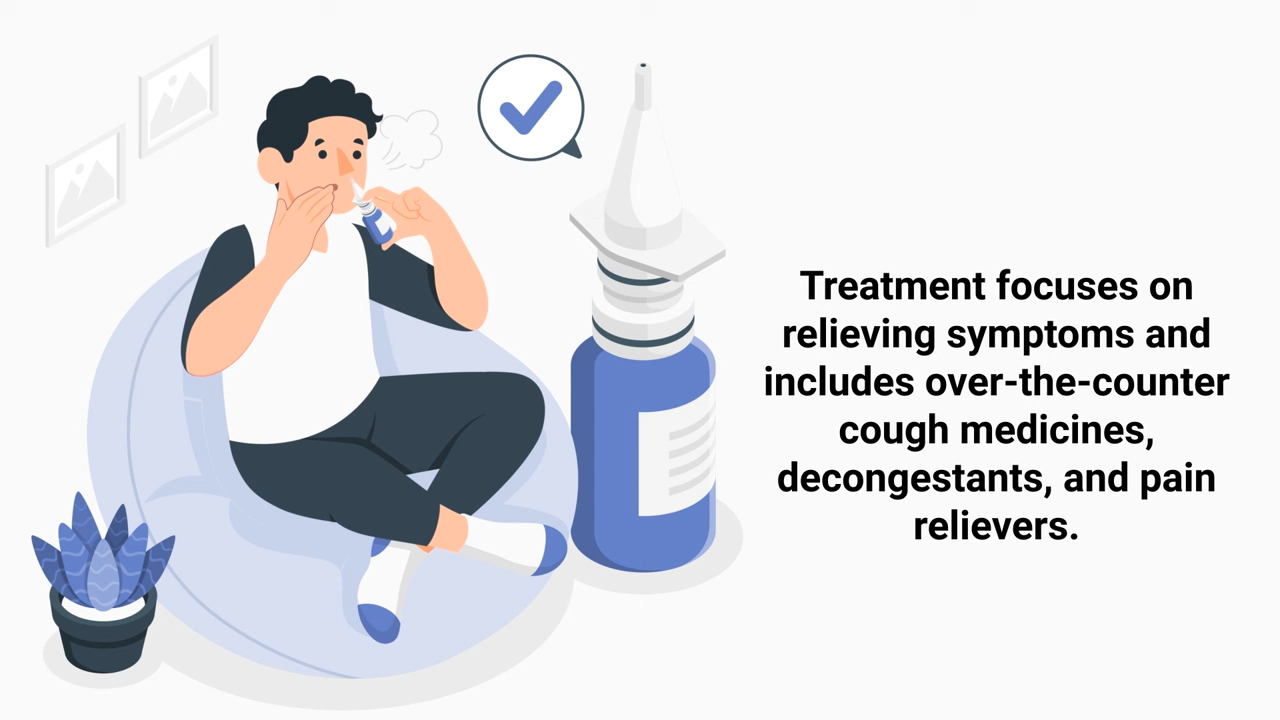 Treatment focuses on
relieving symptoms and
includes over-the-counter
cough medicines,
decongestants, and pain
relievers.